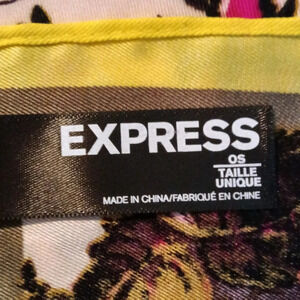 EXPRESS
OS
TAILLE
UNIQUE
MADE IN CHINA/FABRIQUÉ EN CHINE